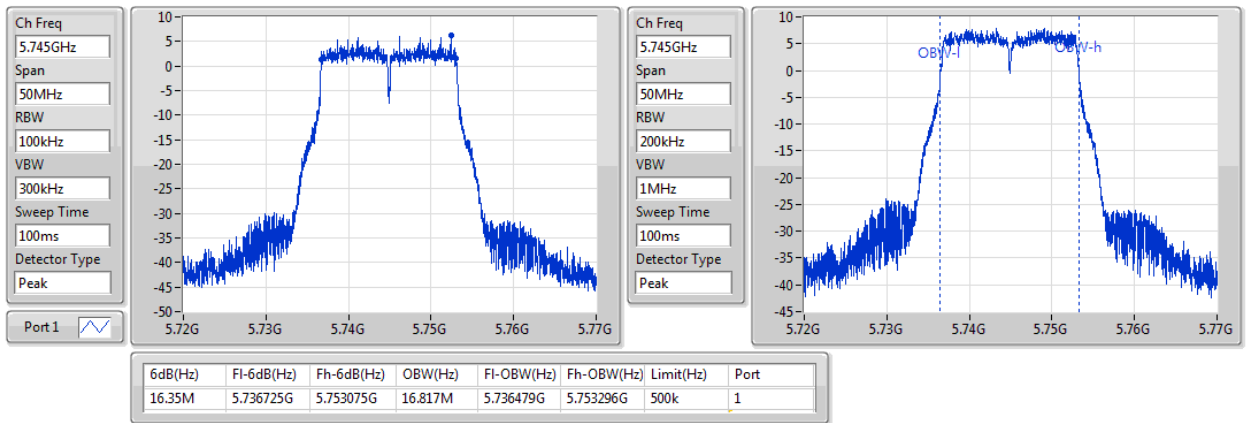 Ch Freq
5.745GHz
Span
50MHz
RBW
100kHz
VBW
300kHz
Sweep Time
100ms
Detector Type
Peak
Port 1
10
5
0
-5
-10
-15
-20
-25
-30
-35
-40
-45
-50
5.72G 5.73G 5.74G 5.75G 5.76G 5.77G
Ch Freq
5.745GHz
Span
50MHz
RBW
200kHz
VBW
1MHz
Sweep Time
100ms
Detector Type
Peak
10
5
0
-5
-10
-15
-20
-25
-30
-35
-40
-45
OBW-l OBW-h
5.72G 5.73G 5.74G 5.75G 5.76G 5.77G
6dB(Hz) Fl-6dB(Hz) Fh-6dB(Hz) OBW(Hz) Fl-OBW(Hz) Fh-OBW(Hz) Limit(Hz) Port
16.35M 5.736725G 5.753075G 16.817M 5.736479G 5.753296G 500k 1